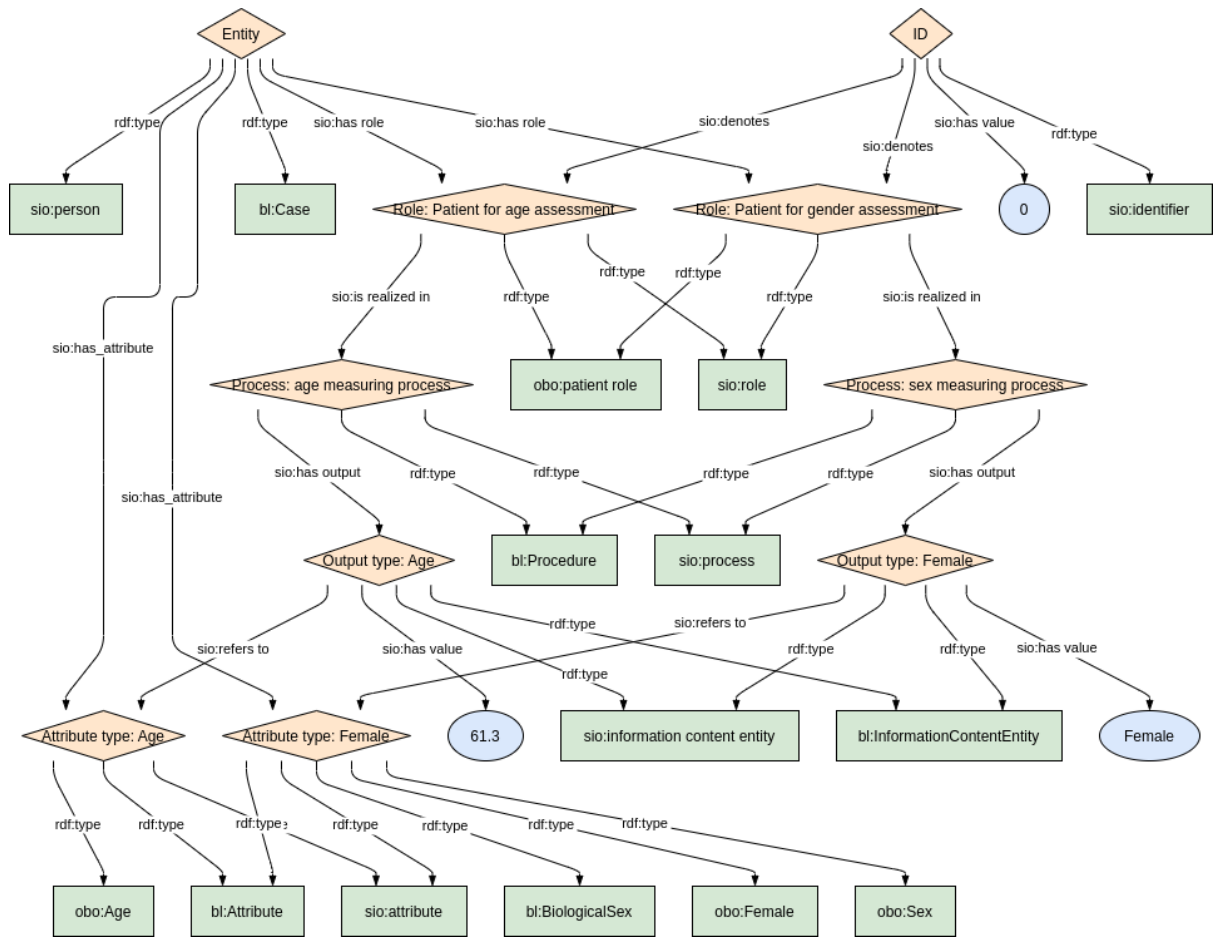 Entity
ID
rdf:type
rdf:type
sio:has role
sio:has role
sio:denotes
sio:denotes
sio:has value
rdf:type
sio:person
bl:Case
Role: Patient for age assessment
Role: Patient for gender assessment
0
sio:identifier
rdf:type
rdf:type
sio:is realized in
rdf:type
rdf:type
sio:is realized in
sio:has_attribute
Process: age measuring process
obo:patient role
sio:role
Process: sex measuring process
sio:has output
rdf:type
rdf:type
rdf:type
rdf:type
sio:has output
sio:has_attribute
Output type: Age
bl:Procedure
sio:process
Output type: Female
rdf:type
sio:refers to
sio:refers to
sio:has value
rdf:type
rdf:type
rdf:type
sio:has value
Attribute type: Age
Attribute type: Female
61.3
sio:information content entity
bl:InformationContentEntity
Female
rdf:type
rdf:type
rdf:type
rdf:type
rdf:type
rdf:type
rdf:type
obo:Age
bl:Attribute
sio:attribute
bl:BiologicalSex
obo:Female
obo:Sex